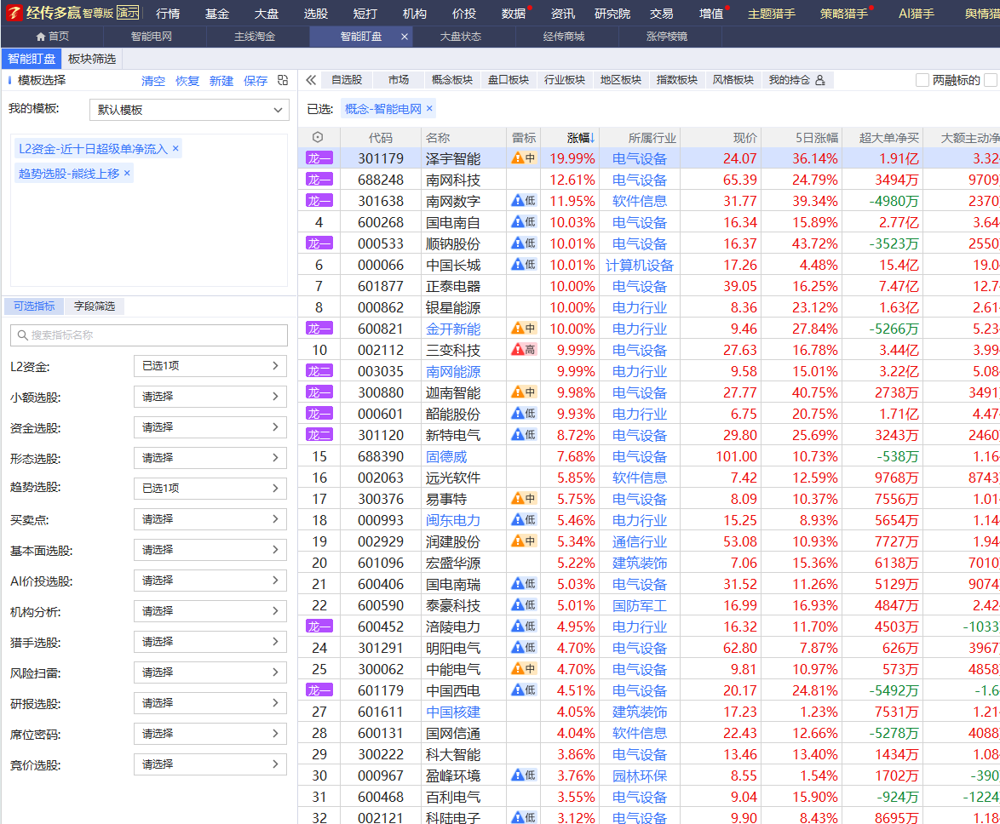 经传多赢 智尊版 演示 行情 基金 大盘 选股 短打 机构 价投 数据 资讯 研究院 交易 增值 主题猎手 策略猎手 AI猎手 舆情猎
首页 智能电网 主线淘金 智能盯盘 × 大盘状态 经传商城 涨停棱镜
智能盯盘 板块筛选
模板选择 清空 恢复 新建 保存
我的模板: 默认模板
L2资金-近十日超级单净流入 ×
趋势选股-能线上移 ×
可选指标 字段筛选
搜索指标名称
L2资金: 已选1项
小额选股: 请选择
资金选股: 请选择
形态选股: 请选择
趋势选股: 已选1项
买卖点: 请选择
基本面选股: 请选择
AI价投选股: 请选择
机构分析: 请选择
猎手选股: 请选择
风险扫雷: 请选择
研报选股: 请选择
席位密码: 请选择
竞价选股: 请选择
自选股 市场 概念板块 盘口板块 行业板块 地区板块 指数板块 风格板块 我的持仓 两融标的
已选: 概念-智能电网 ×
代码 名称 雷标 涨幅↓ 所属行业 现价 5日涨幅 超大单净买 大额主动净
龙一 301179 泽宇智能 中 19.99% 电气设备 24.07 36.14% 1.91亿 3.32
龙一 688248 南网科技 12.61% 电气设备 65.39 24.79% 3494万 9709
龙一 301638 南网数字 低 11.95% 软件信息 31.77 39.34% -4980万 2370
4 600268 国电南自 低 10.03% 电气设备 16.34 15.89% 2.77亿 3.64
龙一 000533 顺钠股份 低 10.01% 电气设备 16.37 43.72% -3523万 2550
6 000066 中国长城 低 10.01% 计算机设备 17.26 4.48% 15.4亿 19.0
7 601877 正泰电器 10.00% 电气设备 39.05 16.25% 7.47亿 12.7
8 000862 银星能源 10.00% 电力行业 8.36 23.12% 1.63亿 2.61
龙一 600821 金开新能 中 10.00% 电力行业 9.46 27.84% -5266万 5.23
10 002112 三变科技 高 9.99% 电气设备 27.63 16.78% 3.44亿 3.99
龙二 003035 南网能源 9.99% 电力行业 9.58 15.01% 3.22亿 5.08
龙一 300880 迦南智能 中 9.98% 电气设备 27.77 40.75% 2738万 3491
龙一 000601 韶能股份 低 9.93% 电力行业 6.75 20.75% 1.71亿 4.47
龙二 301120 新特电气 低 8.72% 电气设备 29.80 25.69% 3243万 2460
15 688390 固德威 7.68% 电气设备 101.00 10.73% -538万 1.16
16 002063 远光软件 5.85% 软件信息 7.42 12.59% 9768万 8743
17 300376 易事特 中 5.75% 电气设备 8.09 10.37% 7556万 1.01
18 000993 闽东电力 低 5.46% 电力行业 15.25 8.93% 5654万 1.14
19 002929 润建股份 中 5.34% 通信行业 53.08 10.93% 7727万 1.94
20 601096 宏盛华源 5.22% 建筑装饰 7.06 15.36% 6138万 7010
21 600406 国电南瑞 低 5.03% 电气设备 31.52 11.26% 5129万 9074
22 600590 泰豪科技 低 5.01% 国防军工 16.99 16.93% 4847万 2.42
龙一 600452 涪陵电力 低 4.95% 电力行业 16.32 11.70% 4503万 -1033
24 301291 明阳电气 低 4.70% 电气设备 62.80 7.87% 626万 3967
25 300062 中能电气 中 4.70% 电气设备 9.81 10.97% 573万 4858
龙一 601179 中国西电 低 4.51% 电气设备 20.17 24.81% -5492万 -1.6
27 601611 中国核建 4.05% 建筑装饰 17.23 1.23% 7531万 1.21
28 600131 国网信通 4.04% 软件信息 22.43 12.66% -5278万 4088
29 300222 科大智能 3.86% 电气设备 13.46 13.40% 1434万 1.08
30 000967 盈峰环境 低 3.76% 园林环保 8.55 1.54% 1702万 -390
31 600468 百利电气 3.55% 电气设备 9.04 15.90% -924万 -1224
32 002121 科陆电子 低 3.12% 电气设备 9.90 8.43% 8695万 1.18